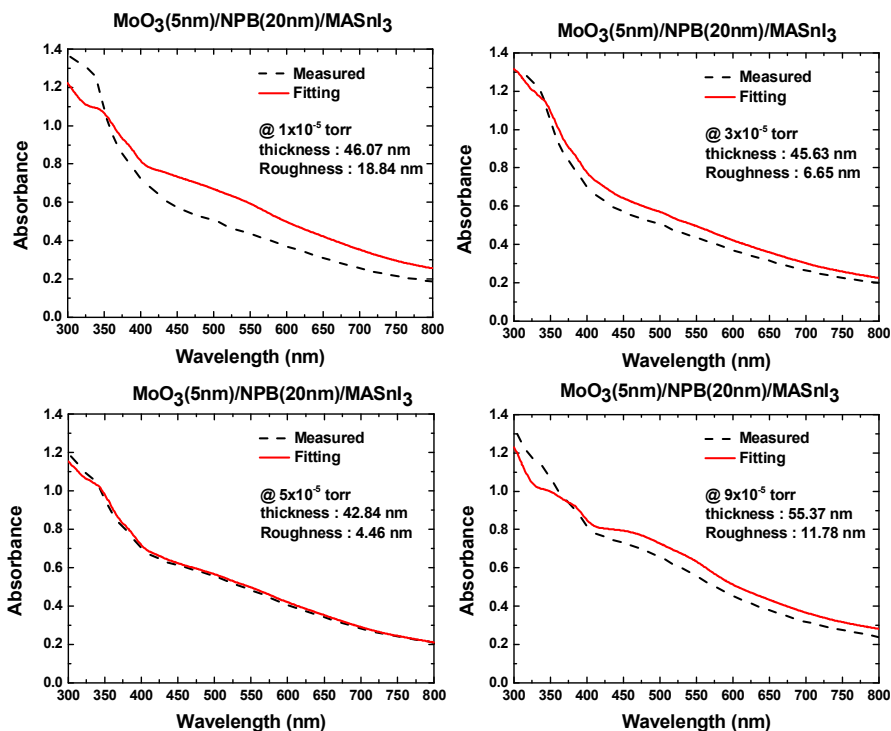 MoO₃(5nm)/NPB(20nm)/MASnI₃
1.4
1.2
1.0
0.8
0.6
0.4
0.2
0.0
Absorbance
Measured
Fitting
@ 1x10⁻⁵ torr
thickness : 46.07 nm
Roughness : 18.84 nm
300 350 400 450 500 550 600 650 700 750 800
Wavelength (nm)
MoO₃(5nm)/NPB(20nm)/MASnI₃
1.4
1.2
1.0
0.8
0.6
0.4
0.2
0.0
Absorbance
Measured
Fitting
@ 3x10⁻⁵ torr
thickness : 45.63 nm
Roughness : 6.65 nm
300 350 400 450 500 550 600 650 700 750 800
Wavelength (nm)
MoO₃(5nm)/NPB(20nm)/MASnI₃
1.4
1.2
1.0
0.8
0.6
0.4
0.2
0.0
Absorbance
Measured
Fitting
@ 5x10⁻⁵ torr
thickness : 42.84 nm
Roughness : 4.46 nm
300 350 400 450 500 550 600 650 700 750 800
Wavelength (nm)
MoO₃(5nm)/NPB(20nm)/MASnI₃
1.4
1.2
1.0
0.8
0.6
0.4
0.2
0.0
Absorbance
Measured
Fitting
@ 9x10⁻⁵ torr
thickness : 55.37 nm
Roughness : 11.78 nm
300 350 400 450 500 550 600 650 700 750 800
Wavelength (nm)